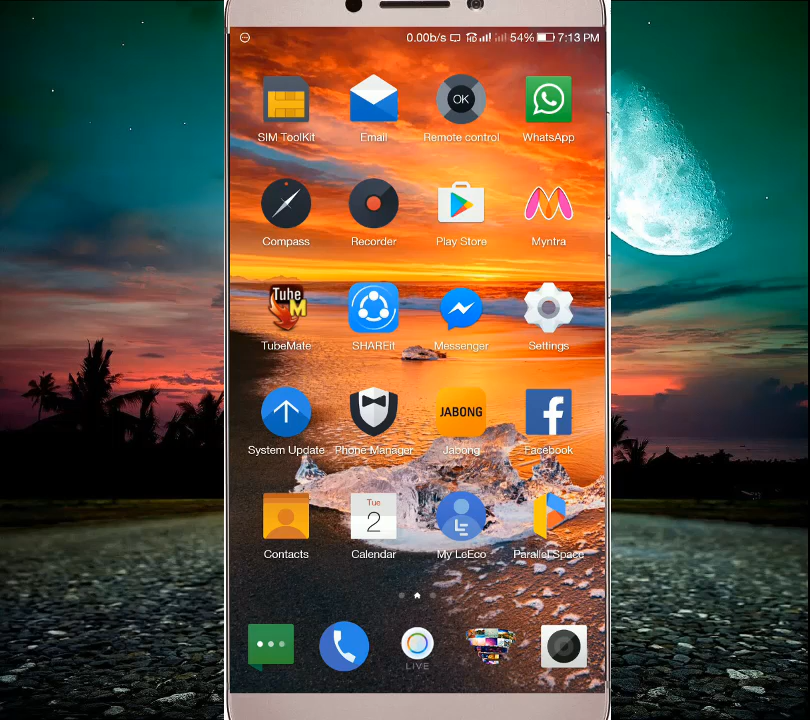 0.00b/s HD 54% 7:13 PM
SIM ToolKit Email OK Remote control WhatsApp
Compass Recorder Play Store Myntra
Tube M
TubeMate SHAREit Messenger Settings
JABONG
System Update Phone Manager Jabong Facebook
Tue
2
Contacts Calendar My LeEco Parallel Space
LIVE